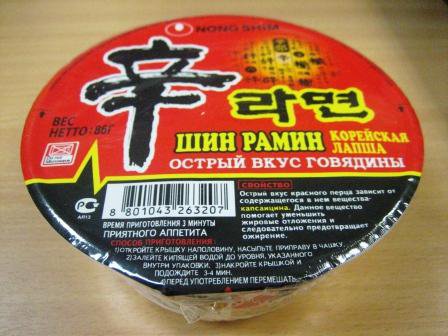 NONG SHIM
辛
라면
ВЕС
НЕТТО: 86Г
ШИН РАМИН
КОРЕЙСКАЯ
ЛАПША
ОСТРЫЙ ВКУС ГОВЯДИНЫ
8 801043 263207
РС
АЯ12
ВРЕМЯ ПРИГОТОВЛЕНИЯ 3 МИНУТЫ
ПРИЯТНОГО АППЕТИТА
СПОСОБ ПРИГОТОВЛЕНИЯ:
1)ОТКРОЙТЕ КРЫШКУ НАПОЛОВИНУ, НАСЫПЬТЕ ПРИПРАВУ В ЧАШКУ.
2)ЗАЛЕЙТЕ КИПЯЩЕЙ ВОДОЙ ДО УРОВНЯ, УКАЗАННОГО
ВНУТРИ УПАКОВКИ. 3)НАКРОЙТЕ КРЫШКОЙ И
ПОДОЖДИТЕ 3-4 МИН.
ПЕРЕД УПОТРЕБЛЕНИЕМ ПЕРЕМЕШАТЬ
СВОЙСТВО
Острый вкус красного перца зависит от
содержащегося в нем вещества-
капсаицина. Данное вещество
помогает уменьшить
жировые отложения и
следовательно предотвращает
ожирение.